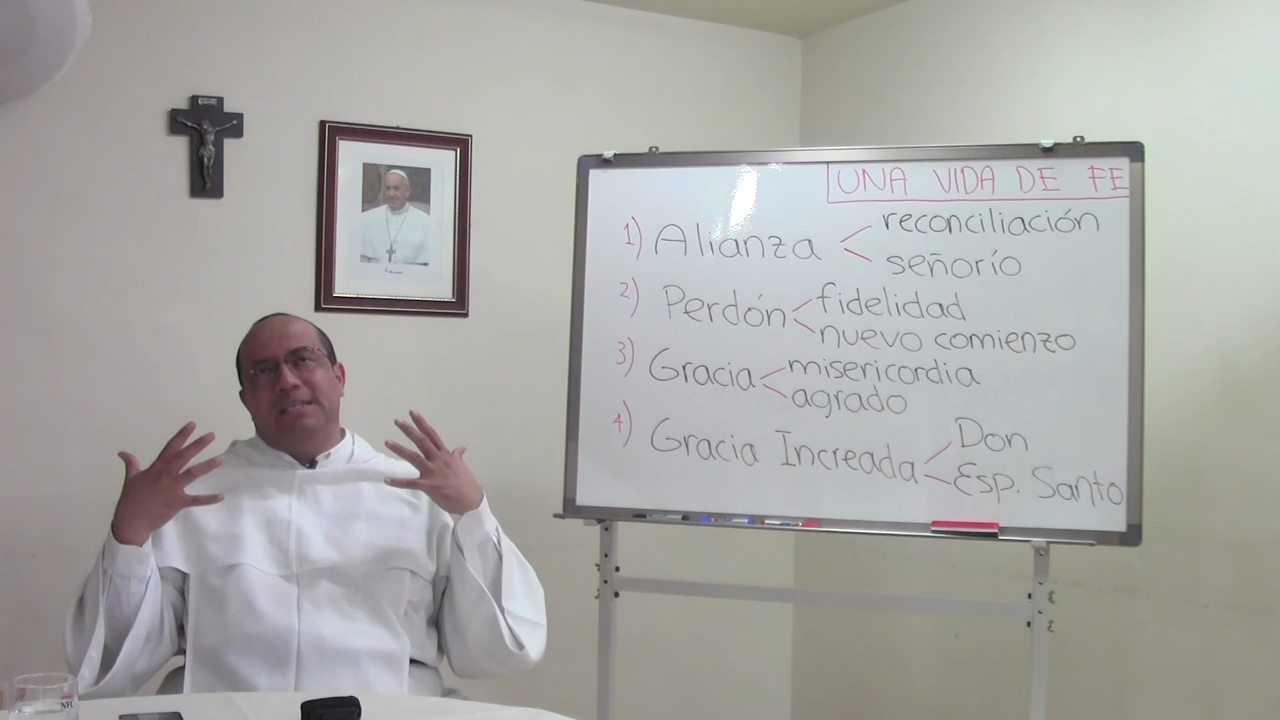 UNA VIDA DE FE
1) Alianza < reconciliación
señorío
2) Perdón < fidelidad
nuevo comienzo
3) Gracia < misericordia
agrado
4) Gracia Increada < Don
Esp. Santo